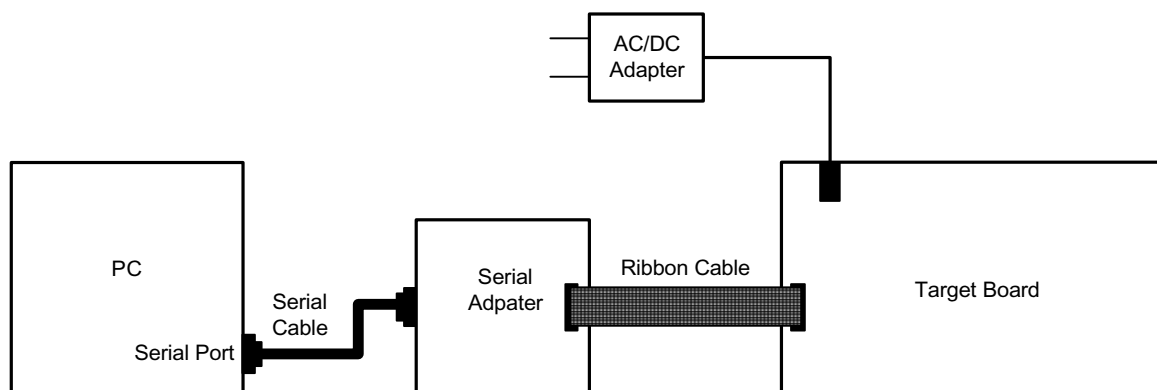 AC/DC
Adapter
PC
Serial
Cable
Serial Port
Serial
Adpater
Ribbon Cable
Target Board